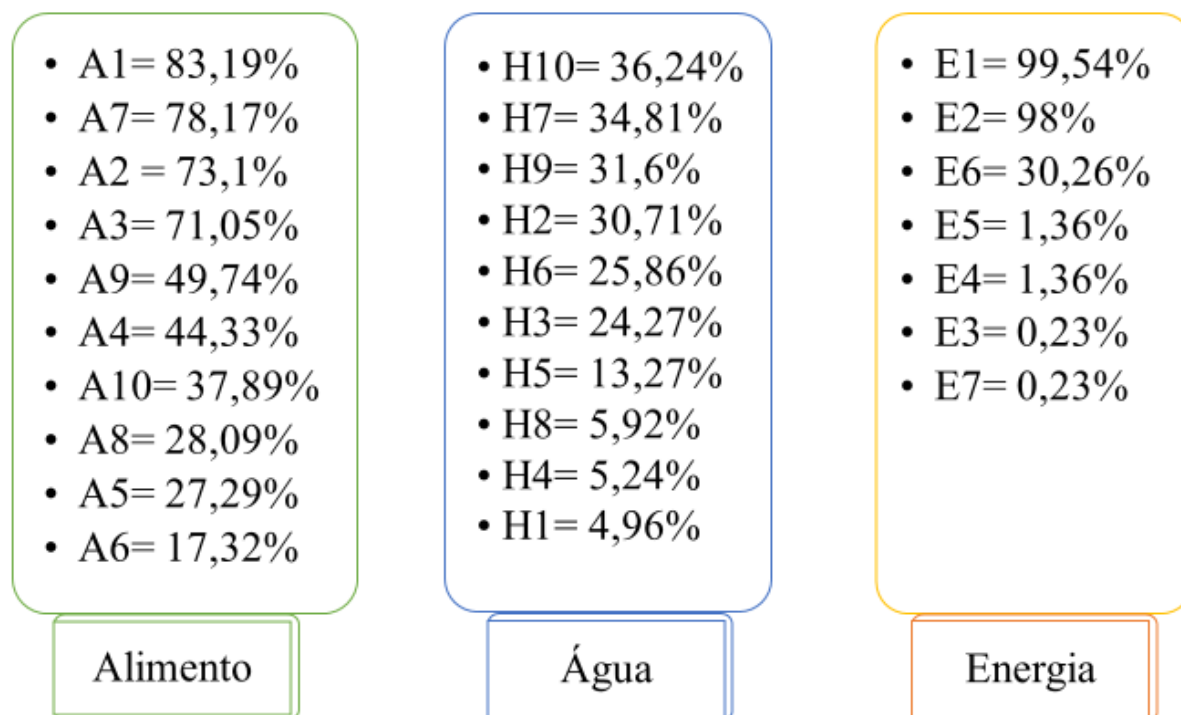 • A1= 83,19%
• A7= 78,17%
• A2 = 73,1%
• A3= 71,05%
• A9= 49,74%
• A4= 44,33%
• A10= 37,89%
• A8= 28,09%
• A5= 27,29%
• A6= 17,32%
Alimento
• H10= 36,24%
• H7= 34,81%
• H9= 31,6%
• H2= 30,71%
• H6= 25,86%
• H3= 24,27%
• H5= 13,27%
• H8= 5,92%
• H4= 5,24%
• H1= 4,96%
Água
• E1= 99,54%
• E2= 98%
• E6= 30,26%
• E5= 1,36%
• E4= 1,36%
• E3= 0,23%
• E7= 0,23%
Energia